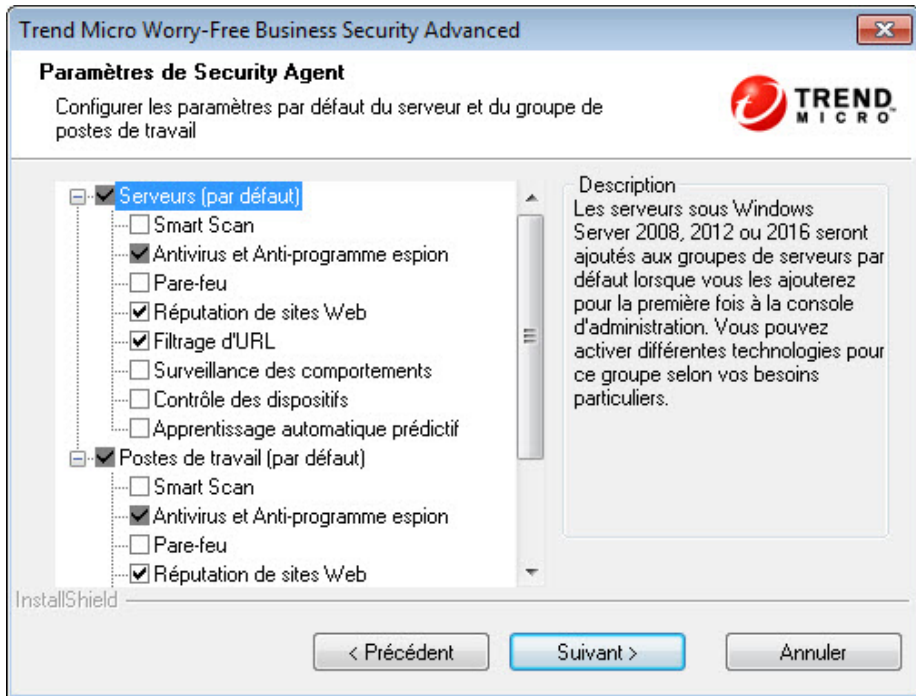 Trend Micro Worry-Free Business Security Advanced
Paramètres de Security Agent
Configurer les paramètres par défaut du serveur et du groupe de
postes de travail
TREND
MICRO™
Serveurs (par défaut)
Smart Scan
Antivirus et Anti-programme espion
Pare-feu
Réputation de sites Web
Filtrage d'URL
Surveillance des comportements
Contrôle des dispositifs
Apprentissage automatique prédictif
Postes de travail (par défaut)
Smart Scan
Antivirus et Anti-programme espion
Pare-feu
Réputation de sites Web
Description
Les serveurs sous Windows
Server 2008, 2012 ou 2016 seront
ajoutés aux groupes de serveurs par
défaut lorsque vous les ajouterez
pour la première fois à la console
d'administration. Vous pouvez
activer différentes technologies pour
ce groupe selon vos besoins
particuliers.
InstallShield
< Précédent
Suivant >
Annuler